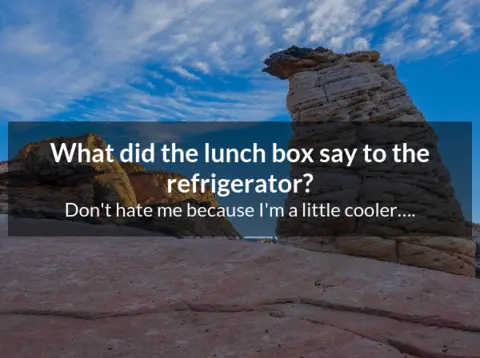 What did the lunch box say to the
refrigerator?
Don't hate me because I'm a little cooler....